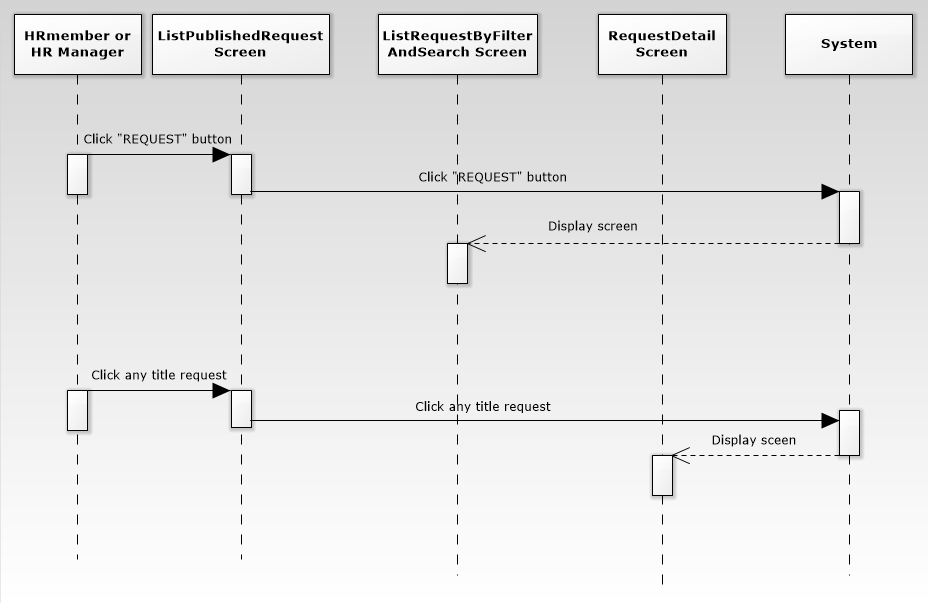 HRmember or
HR Manager
ListPublishedRequest
Screen
ListRequestByFilter
AndSearch Screen
RequestDetail
Screen
System
Click "REQUEST" button
Click "REQUEST" button
Display screen
Click any title request
Click any title request
Display sceen